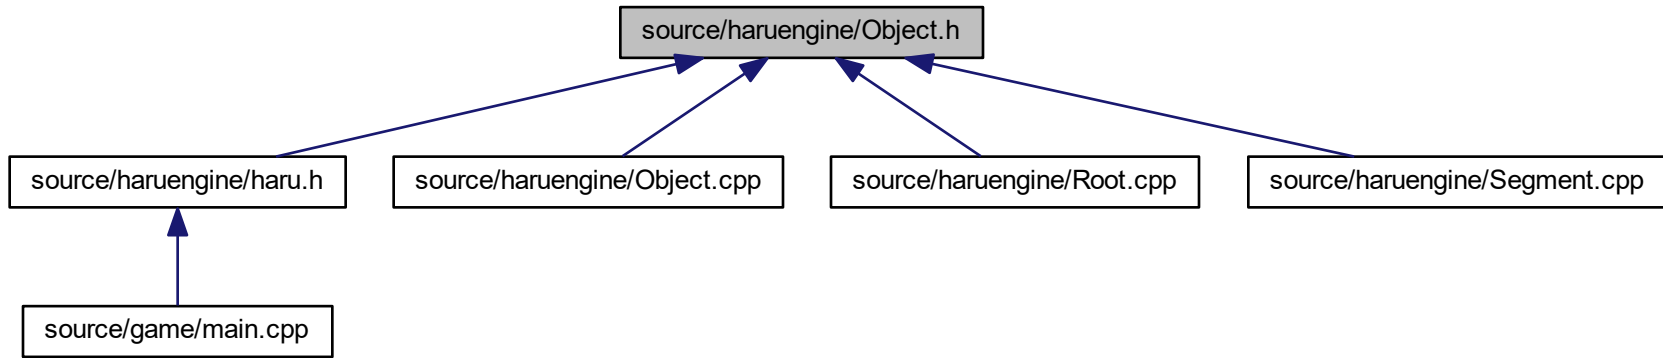 source/haruengine/Object.h
source/haruengine/haru.h
source/haruengine/Object.cpp
source/haruengine/Root.cpp
source/haruengine/Segment.cpp
source/game/main.cpp